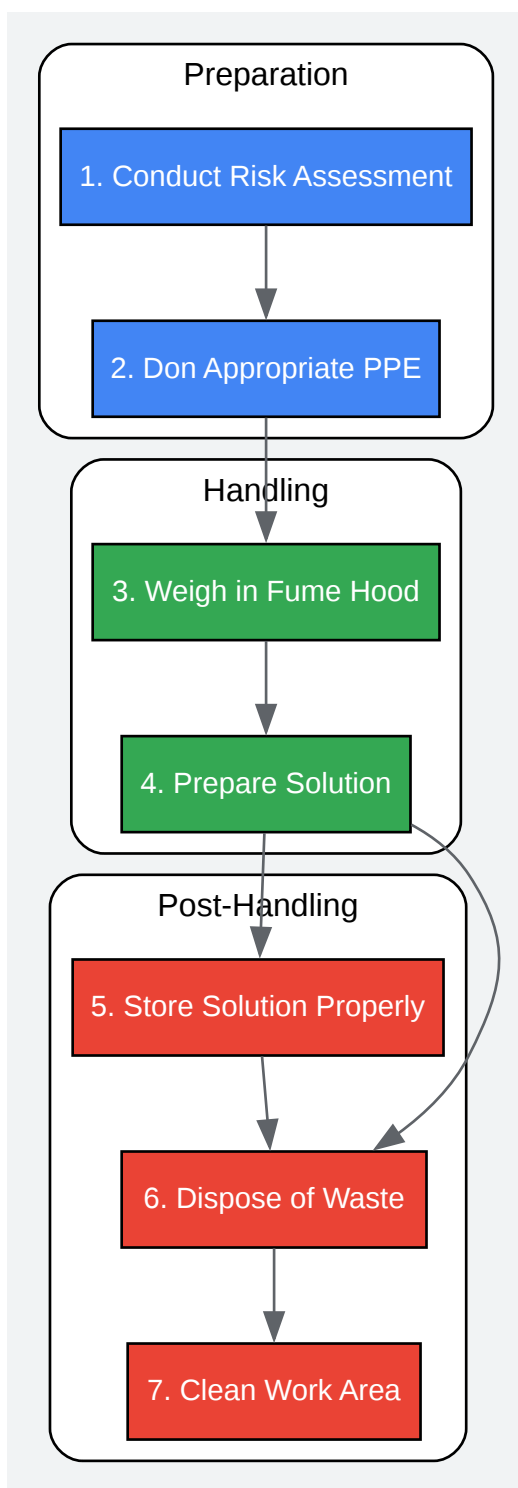 Preparation
1. Conduct Risk Assessment
2. Don Appropriate PPE
Handling
3. Weigh in Fume Hood
4. Prepare Solution
Post-Handling
5. Store Solution Properly
6. Dispose of Waste
7. Clean Work Area